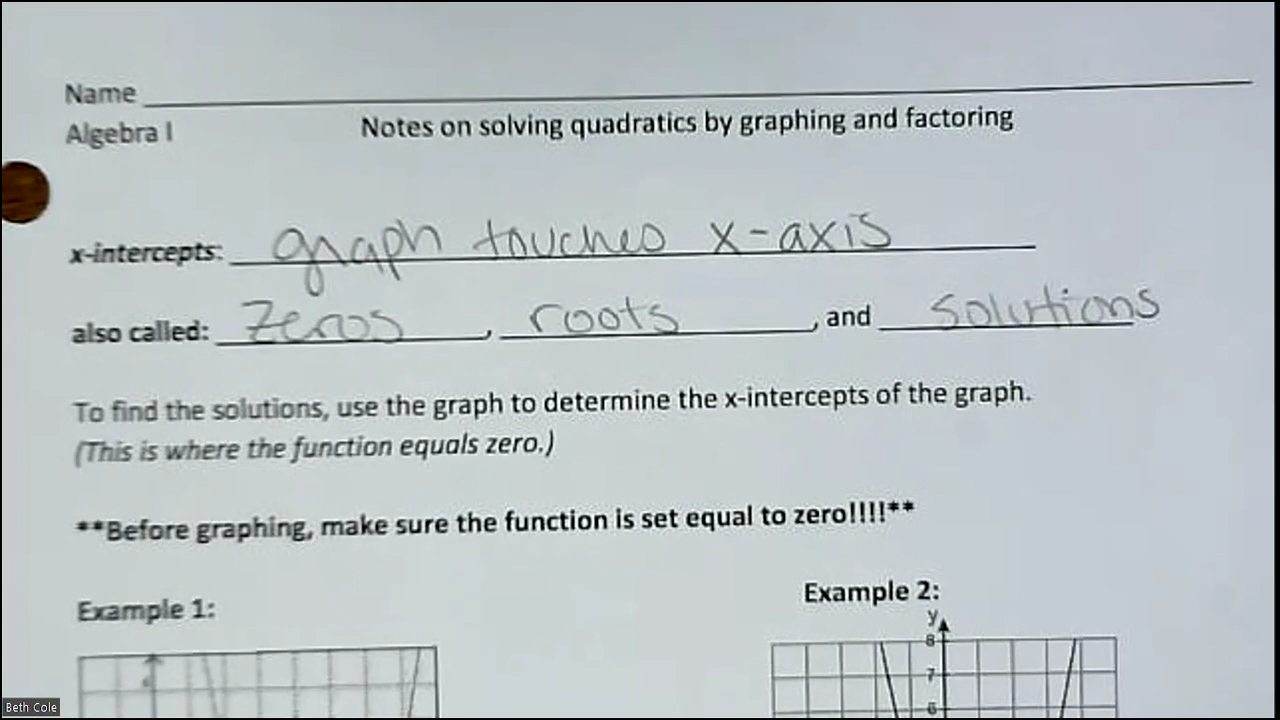 Name
Algebra I Notes on solving quadratics by graphing and factoring
x-intercepts: graph touches x-axis
also called: zeros, roots, and solutions
To find the solutions, use the graph to determine the x-intercepts of the graph.
(This is where the function equals zero.)
**Before graphing, make sure the function is set equal to zero!!!!**
Example 1: Example 2:
y
8
7
6
Beth Cole